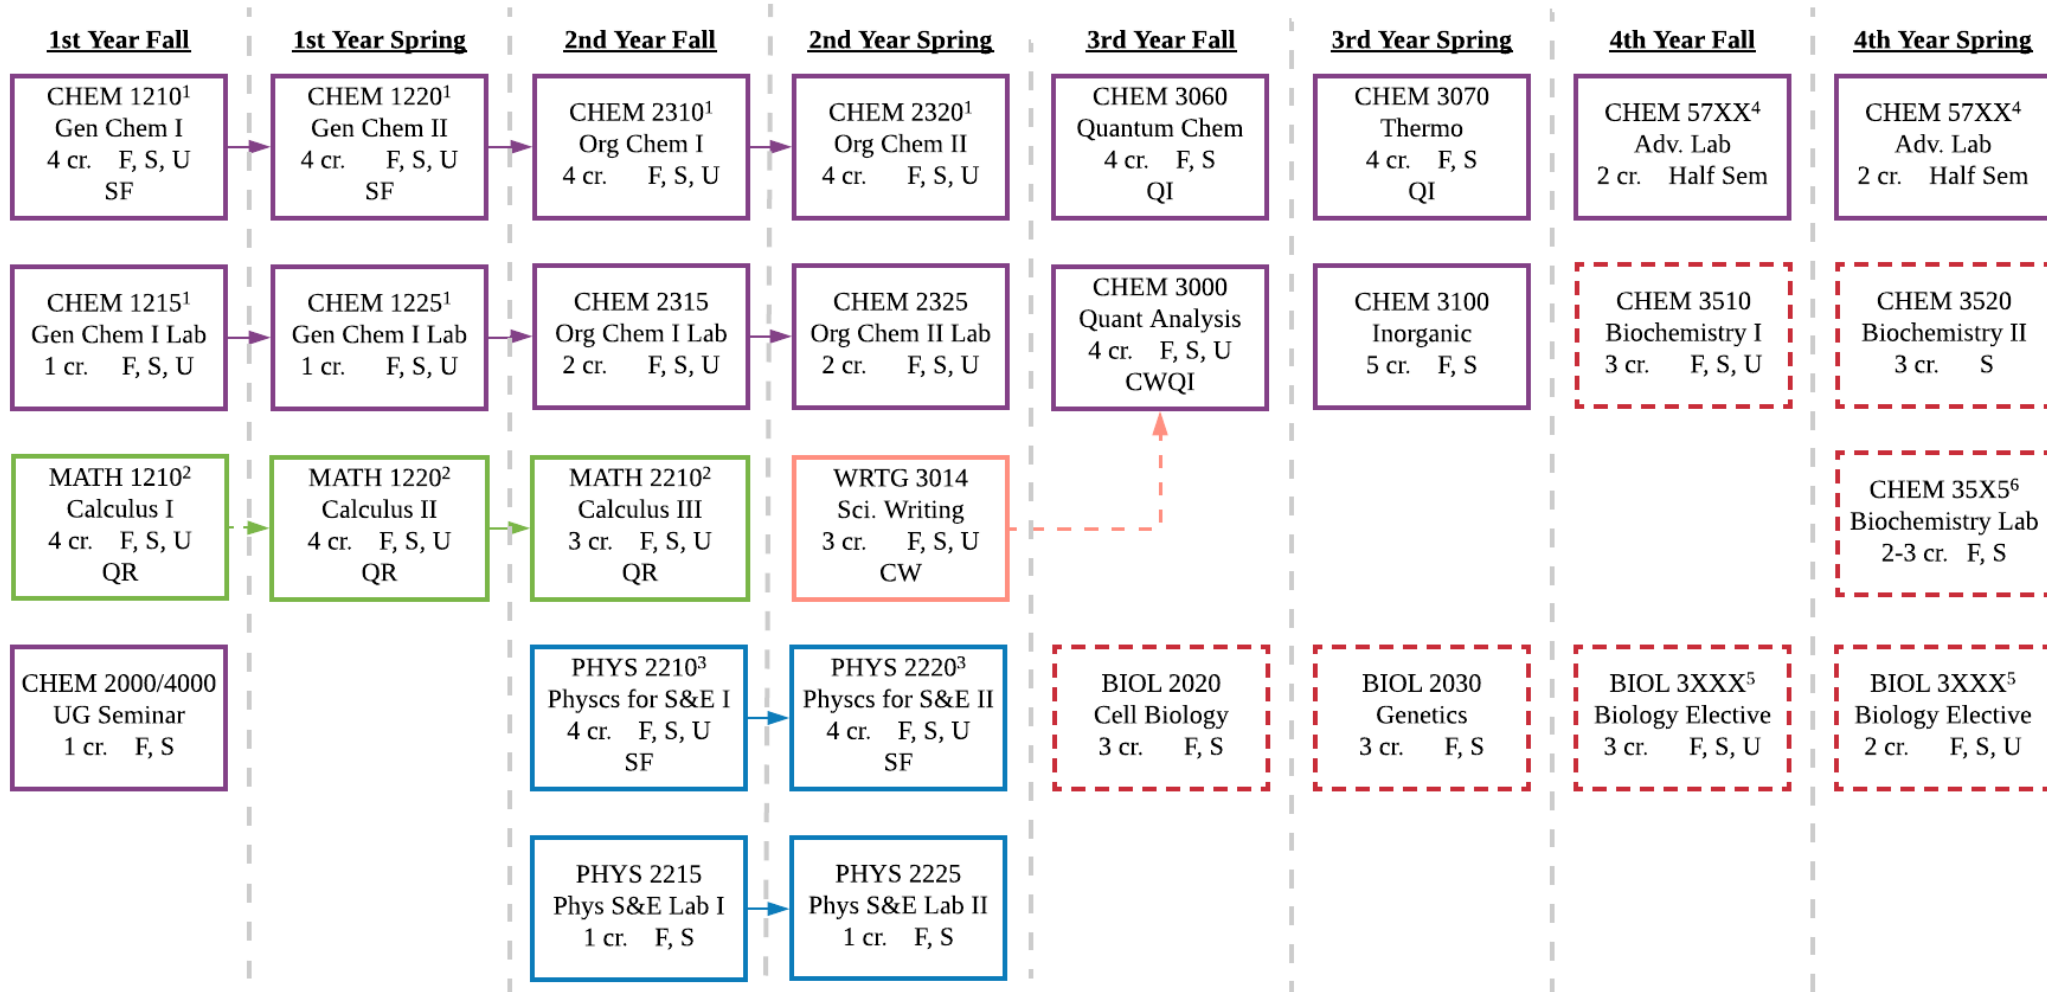 1st Year Fall
CHEM 1210¹
Gen Chem I
4 cr. F, S, U
SF
CHEM 1215¹
Gen Chem I Lab
1 cr. F, S, U
MATH 1210²
Calculus I
4 cr. F, S, U
QR
CHEM 2000/4000
UG Seminar
1 cr. F, S
1st Year Spring
CHEM 1220¹
Gen Chem II
4 cr. F, S, U
SF
CHEM 1225¹
Gen Chem I Lab
1 cr. F, S, U
MATH 1220²
Calculus II
4 cr. F, S, U
QR
2nd Year Fall
CHEM 2310¹
Org Chem I
4 cr. F, S, U
CHEM 2315
Org Chem I Lab
2 cr. F, S, U
MATH 2210²
Calculus III
3 cr. F, S, U
QR
PHYS 2210³
Physcs for S&E I
4 cr. F, S, U
SF
PHYS 2215
Phys S&E Lab I
1 cr. F, S
2nd Year Spring
CHEM 2320¹
Org Chem II
4 cr. F, S, U
CHEM 2325
Org Chem II Lab
2 cr. F, S, U
WRTG 3014
Sci. Writing
3 cr. F, S, U
CW
PHYS 2220³
Physcs for S&E II
4 cr. F, S, U
SF
PHYS 2225
Phys S&E Lab II
1 cr. F, S
3rd Year Fall
CHEM 3060
Quantum Chem
4 cr. F, S
QI
CHEM 3000
Quant Analysis
4 cr. F, S, U
CWQI
BIOL 2020
Cell Biology
3 cr. F, S
3rd Year Spring
CHEM 3070
Thermo
4 cr. F, S
QI
CHEM 3100
Inorganic
5 cr. F, S
BIOL 2030
Genetics
3 cr. F, S
4th Year Fall
CHEM 57XX⁴
Adv. Lab
2 cr. Half Sem
CHEM 3510
Biochemistry I
3 cr. F, S, U
BIOL 3XXX⁵
Biology Elective
3 cr. F, S, U
4th Year Spring
CHEM 57XX⁴
Adv. Lab
2 cr. Half Sem
CHEM 3520
Biochemistry II
3 cr. S
CHEM 35X5⁶
Biochemistry Lab
2-3 cr. F, S
BIOL 3XXX⁵
Biology Elective
2 cr. F, S, U